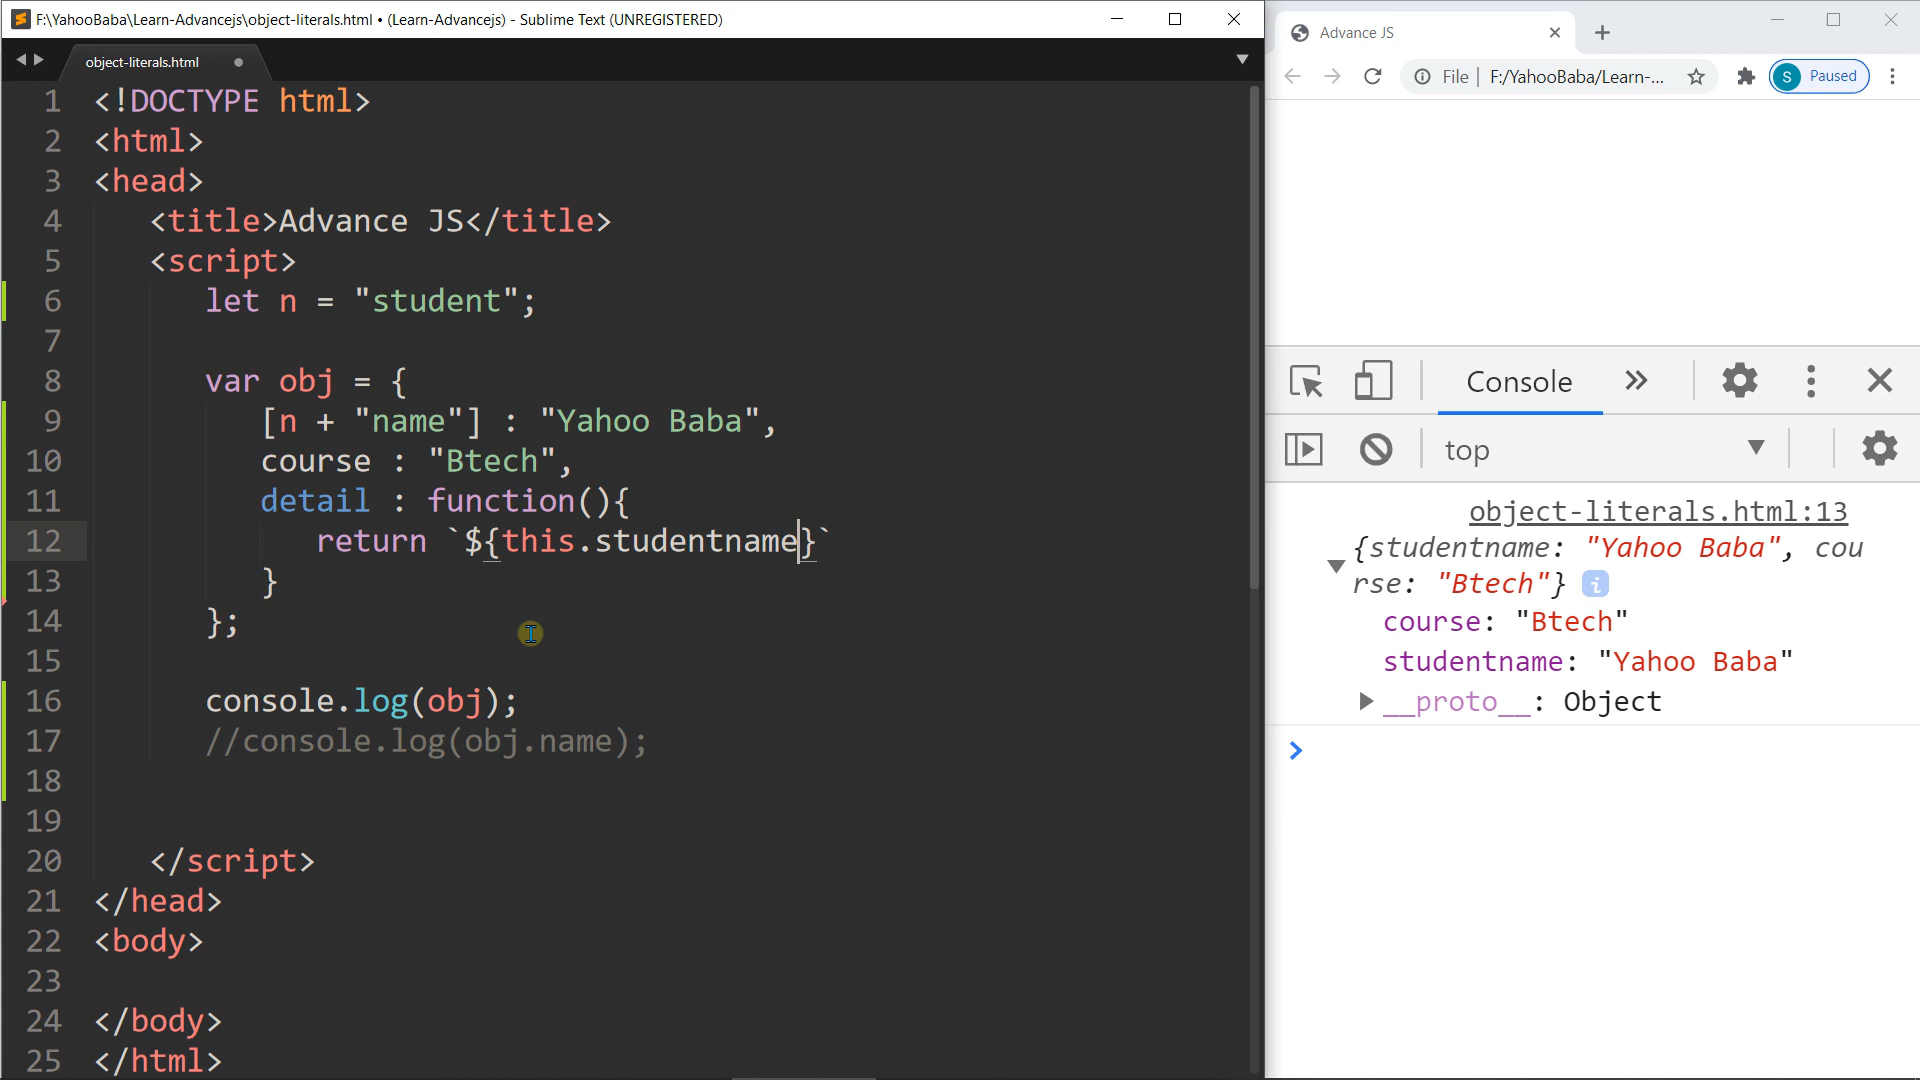 F:\YahooBaba\Learn-Advancejs\object-literals.html • (Learn-Advancejs) - Sublime Text (UNREGISTERED)
object-literals.html
1 <!DOCTYPE html>
2 <html>
3 <head>
4 <title>Advance JS</title>
5 <script>
6 let n = "student";
7
8 var obj = {
9 [n + "name"] : "Yahoo Baba",
10 course : "Btech",
11 detail : function(){
12 return `${this.studentname}`
13 }
14 };
15
16 console.log(obj);
17 //console.log(obj.name);
18
19
20 </script>
21 </head>
22 <body>
23
24 </body>
25 </html>
Advance JS
File F:/YahooBaba/Learn-...
S Paused
Console
top
object-literals.html:13
{studentname: "Yahoo Baba", cou
rse: "Btech"} i
course: "Btech"
studentname: "Yahoo Baba"
__proto__: Object